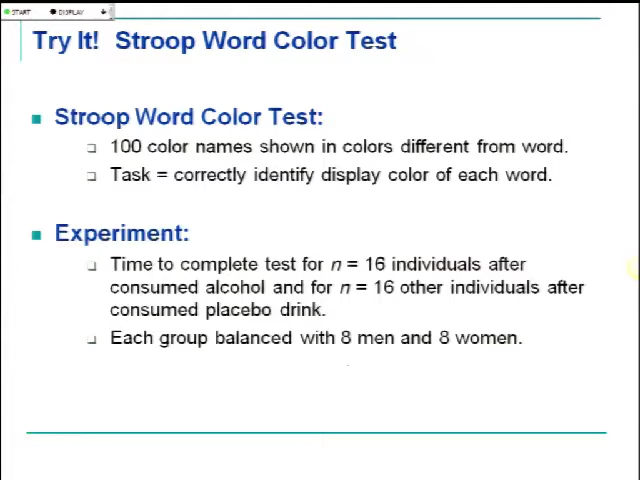 START DISPLAY
Try It! Stroop Word Color Test
Stroop Word Color Test:
100 color names shown in colors different from word.
Task = correctly identify display color of each word.
Experiment:
Time to complete test for n = 16 individuals after
consumed alcohol and for n = 16 other individuals after
consumed placebo drink.
Each group balanced with 8 men and 8 women.